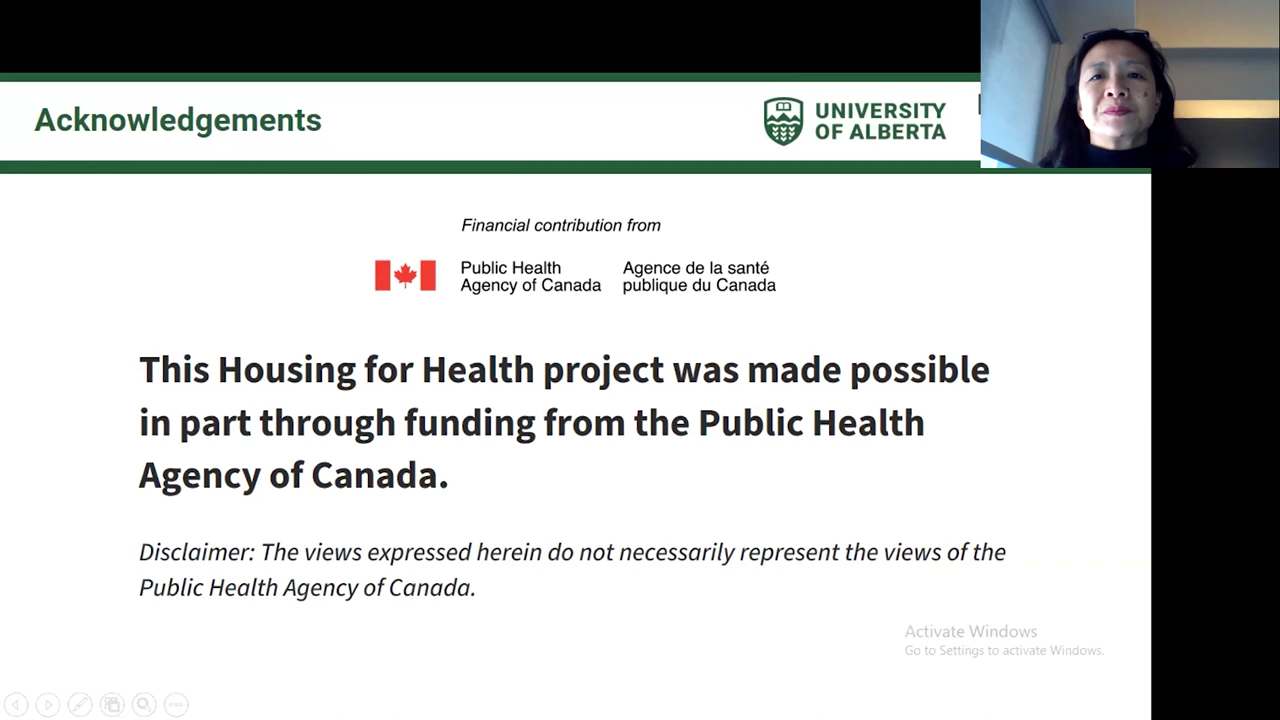 Acknowledgements
UNIVERSITY
OF ALBERTA
Financial contribution from
Public Health
Agency of Canada
Agence de la santé
publique du Canada
This Housing for Health project was made possible
in part through funding from the Public Health
Agency of Canada.
Disclaimer: The views expressed herein do not necessarily represent the views of the
Public Health Agency of Canada.
Activate Windows
Go to Settings to activate Windows.